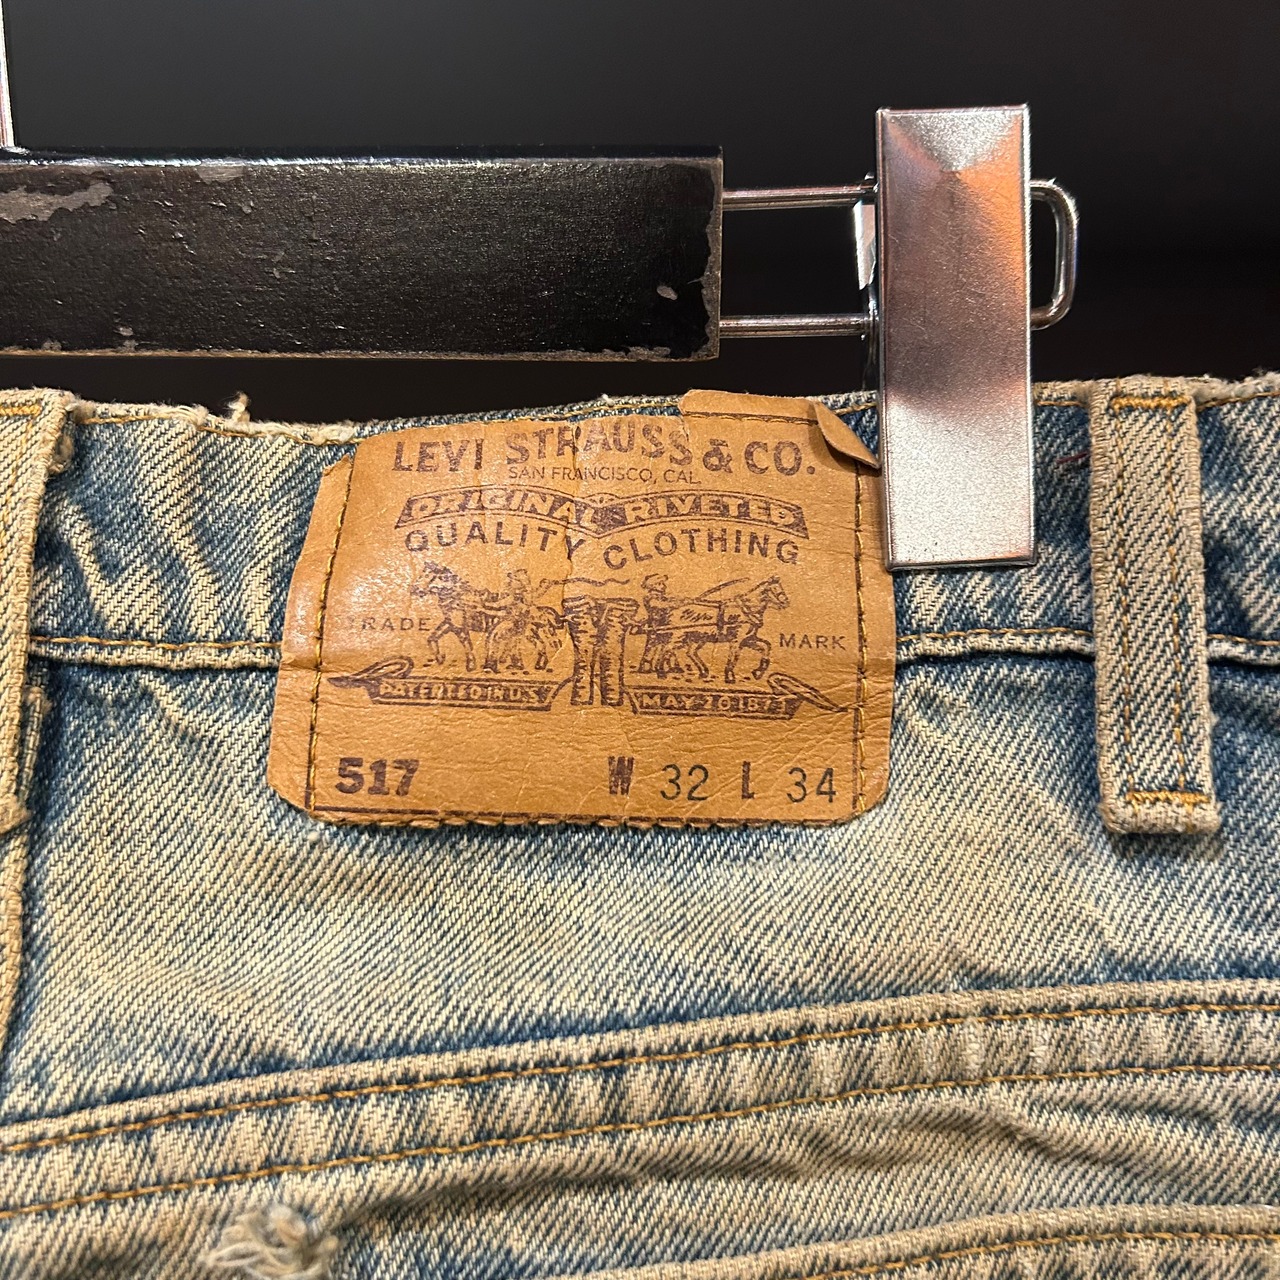 LEVI STRAUSS & CO.
SAN FRANCISCO, CAL
ORIGINAL RIVETED
QUALITY CLOTHING
TRADE MARK
PATENTED IN U.S. MAY 20 1873
517 W 32 L 34